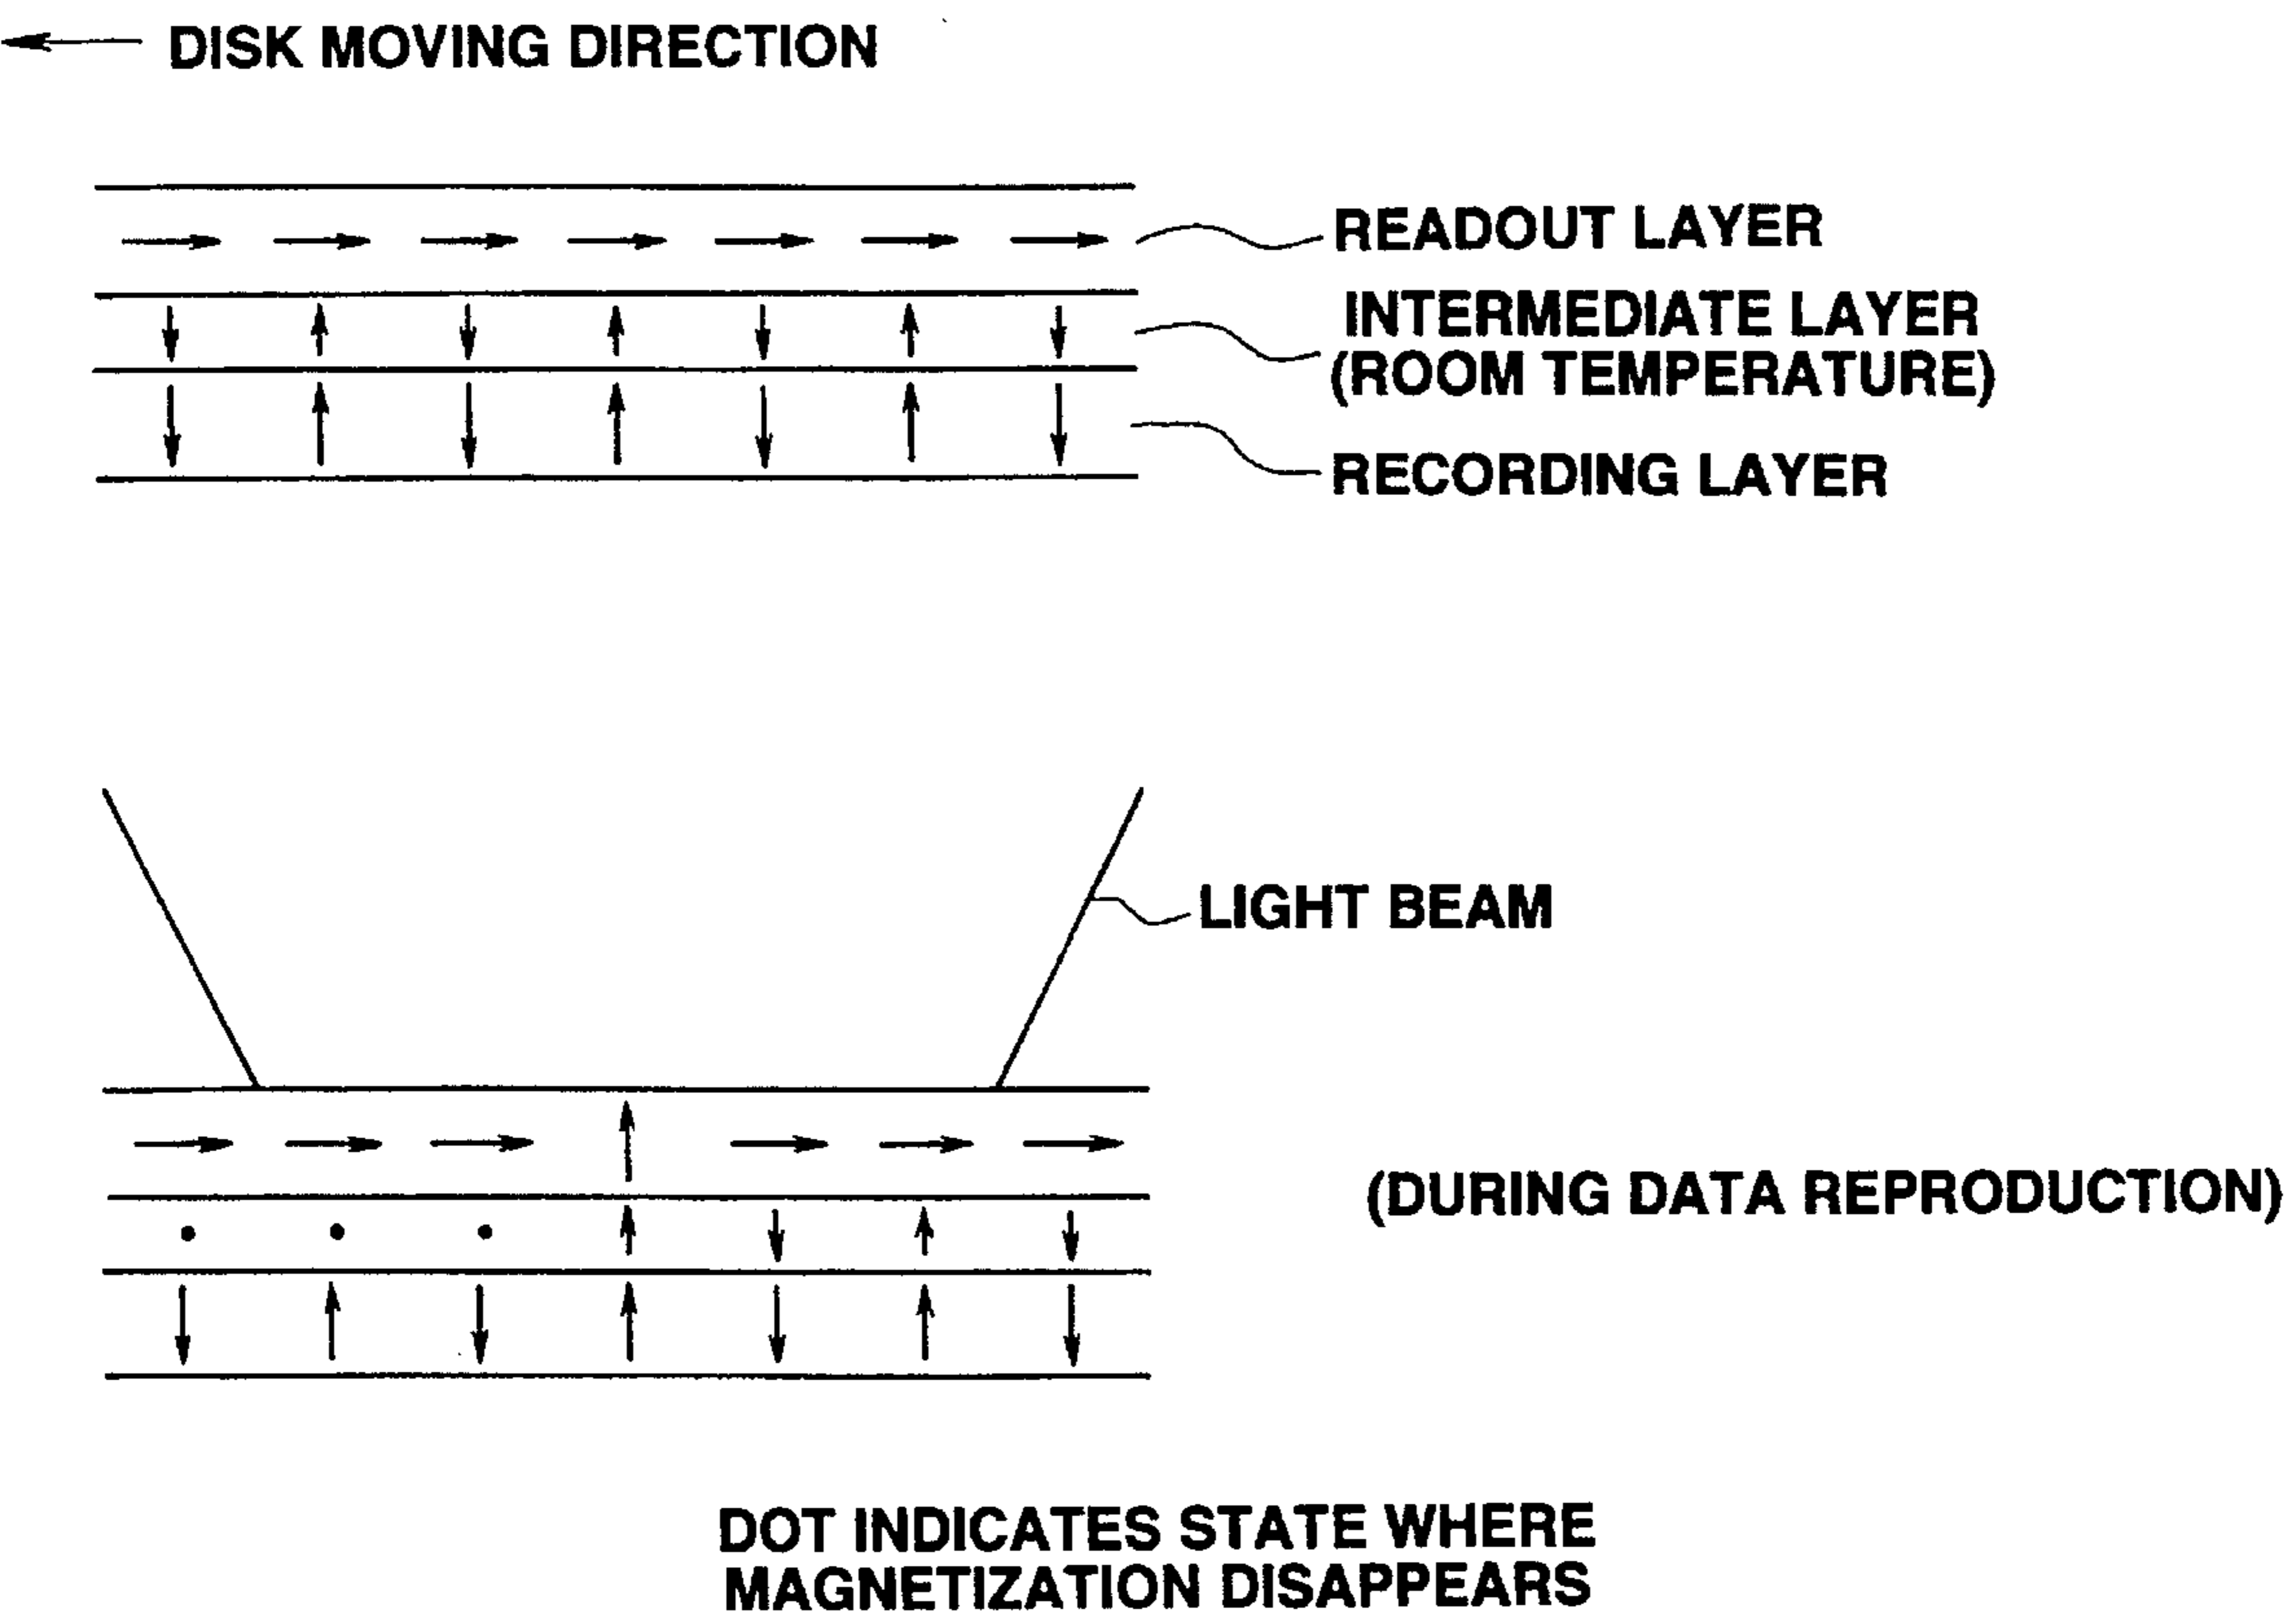 DISK MOVING DIRECTION
READOUT LAYER
INTERMEDIATE LAYER
(ROOM TEMPERATURE)
RECORDING LAYER
LIGHT BEAM
(DURING DATA REPRODUCTION)
DOT INDICATES STATE WHERE
MAGNETIZATION DISAPPEARS